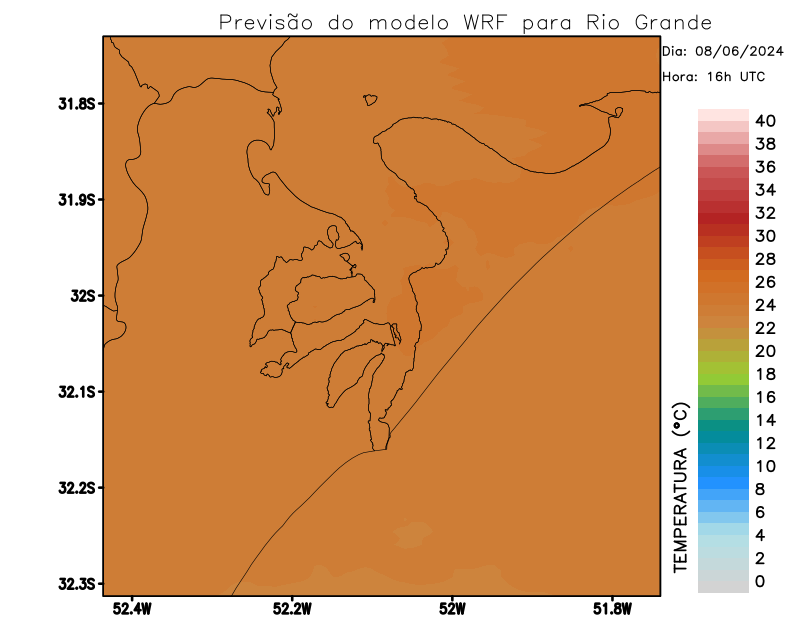 Previsão do modelo WRF para Rio Grande
Dia: 08/06/2024
Hora: 16h UTC
31.8S
31.9S
32S
32.1S
32.2S
32.3S
52.4W
52.2W
52W
51.8W
TEMPERATURA (ºC)
40
38
36
34
32
30
28
26
24
22
20
18
16
14
12
10
8
6
4
2
0